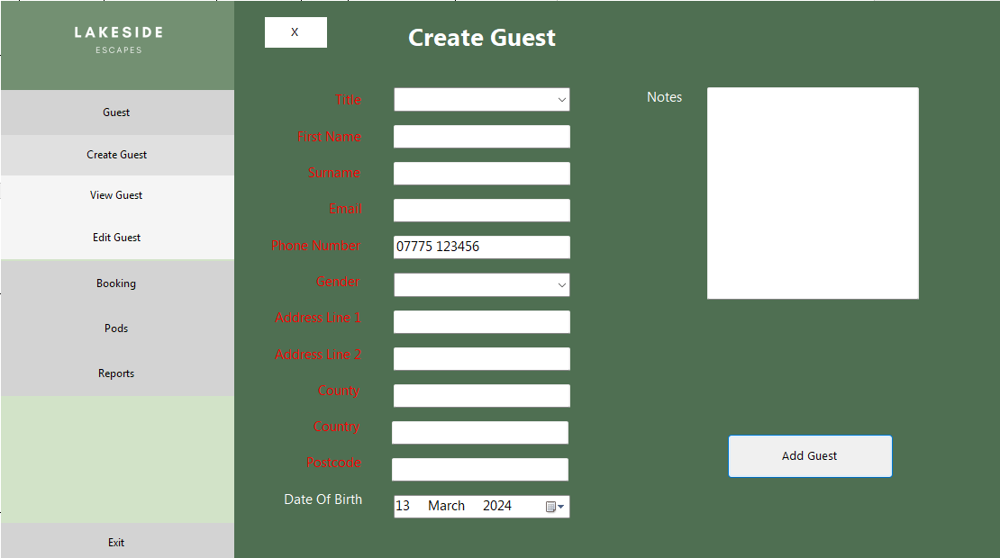 LAKESIDE
ESCAPES
Guest
Create Guest
View Guest
Edit Guest
Booking
Pods
Reports
Exit
X
Create Guest
Title
First Name
Surname
Email
Phone Number 07775 123456
Gender
Address Line 1
Address Line 2
County
Country
Postcode
Date Of Birth 13 March 2024
Notes
Add Guest